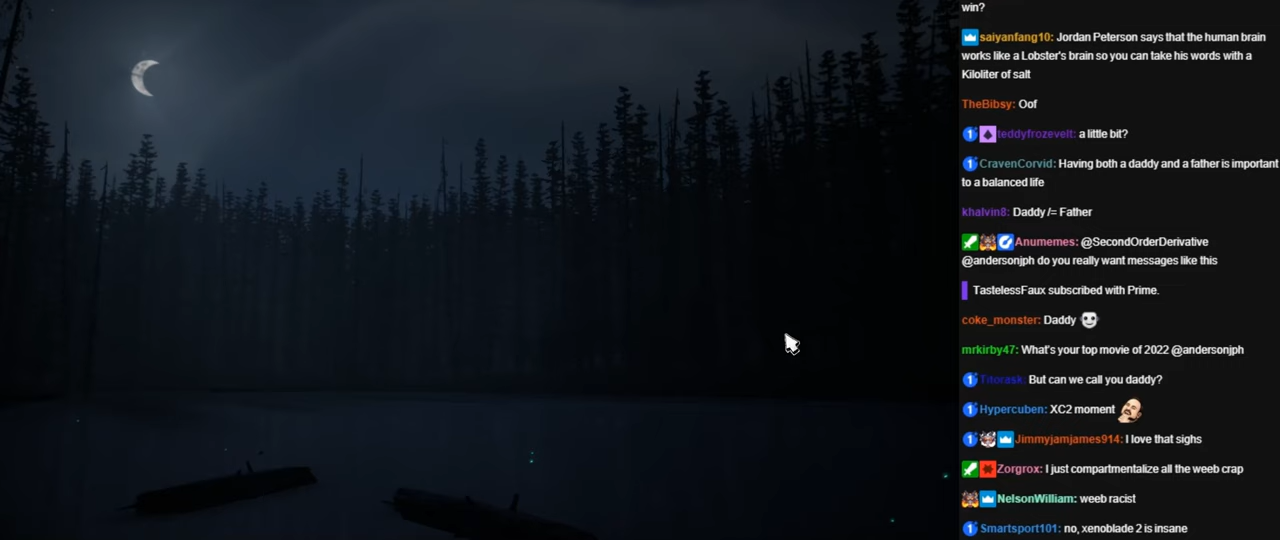 win?
saiyanfang10: Jordan Peterson says that the human brain
works like a Lobster's brain so you can take his words with a
Kiloliter of salt
TheBibsy: Oof
teddyfrozevelt: a little bit?
CravenCorvid: Having both a daddy and a father is important
to a balanced life
khalvin8: Daddy /= Father
Anumemes: @SecondOrderDerivative
@andersonjph do you really want messages like this
TastelessFaux subscribed with Prime.
coke_monster: Daddy
mrkirby47: What's your top movie of 2022 @andersonjph
Titorask: But can we call you daddy?
Hypercuben: XC2 moment
Jimmyjamjames914: I love that sighs
Zorgrox: I just compartmentalize all the weeb crap
NelsonWilliam: weeb racist
Smartsport101: no, xenoblade 2 is insane